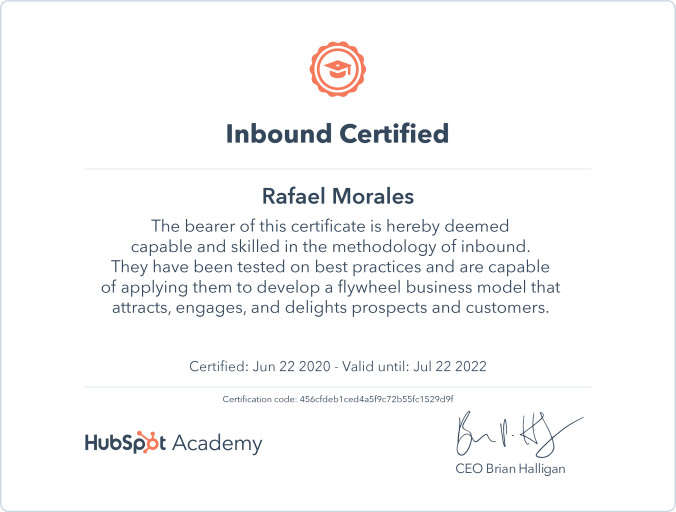 Inbound Certified
Rafael Morales
The bearer of this certificate is hereby deemed
capable and skilled in the methodology of inbound.
They have been tested on best practices and are capable
of applying them to develop a flywheel business model that
attracts, engages, and delights prospects and customers.
Certified: Jun 22 2020 - Valid until: Jul 22 2022
Certification code: 456cfdeb1ced4a5f9c72b55fc1529d9f
HubSpot Academy
CEO Brian Halligan